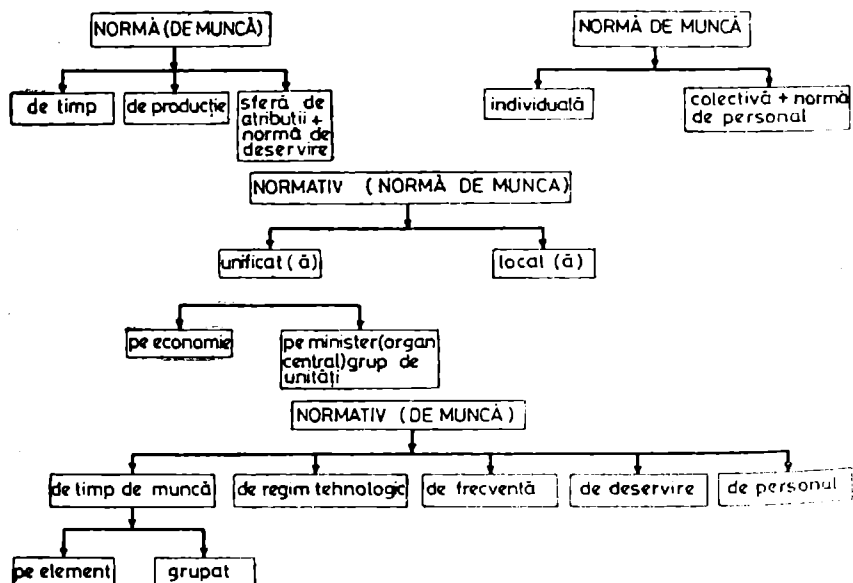 NORMĂ (DE MUNCĂ)
de timp
de producție
sferă de
atribuții +
normă de
deservire
NORMĂ DE MUNCĂ
individuală
colectivă + normă
de personal
NORMATIV (NORMĂ DE MUNCA)
unificat (ă)
local (ă)
pe economie
pe minister(organ
central)grup de
unități
NORMATIV (DE MUNCĂ)
de timp de muncă
de regim tehnologic
de frecventă
de deservire
de personal
pe element
grupat